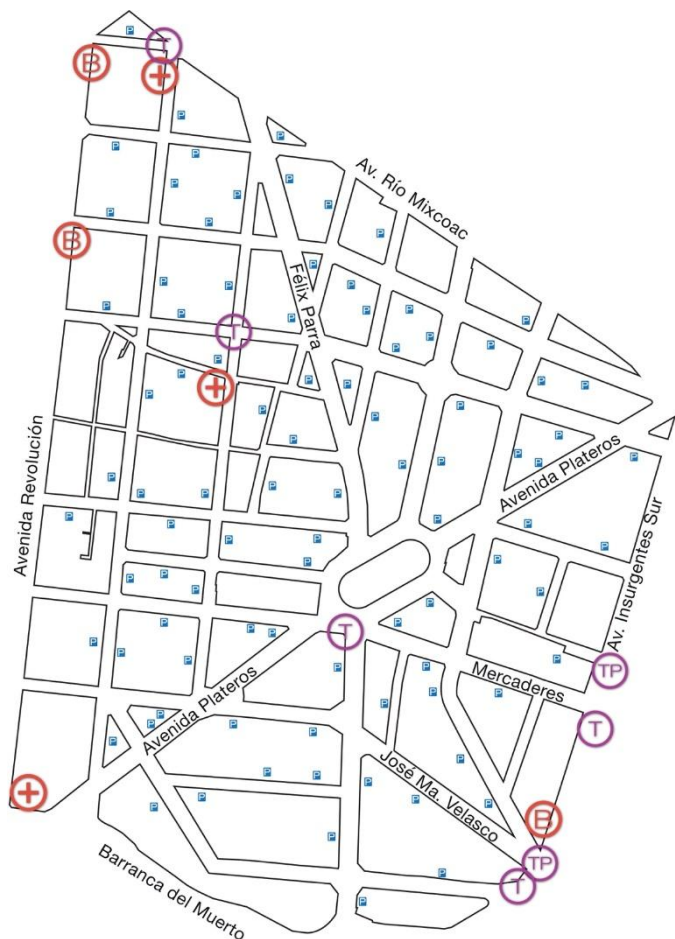 T
B
+
Av. Río Mixcoac
B
Félix Parra
T
+
Avenida Revolución
Avenida Plateros
Av. Insurgentes Sur
T
TP
Mercaderes
Avenida Plateros
T
José Ma. Velasco
+
B
TP
T
Barranca del Muerto